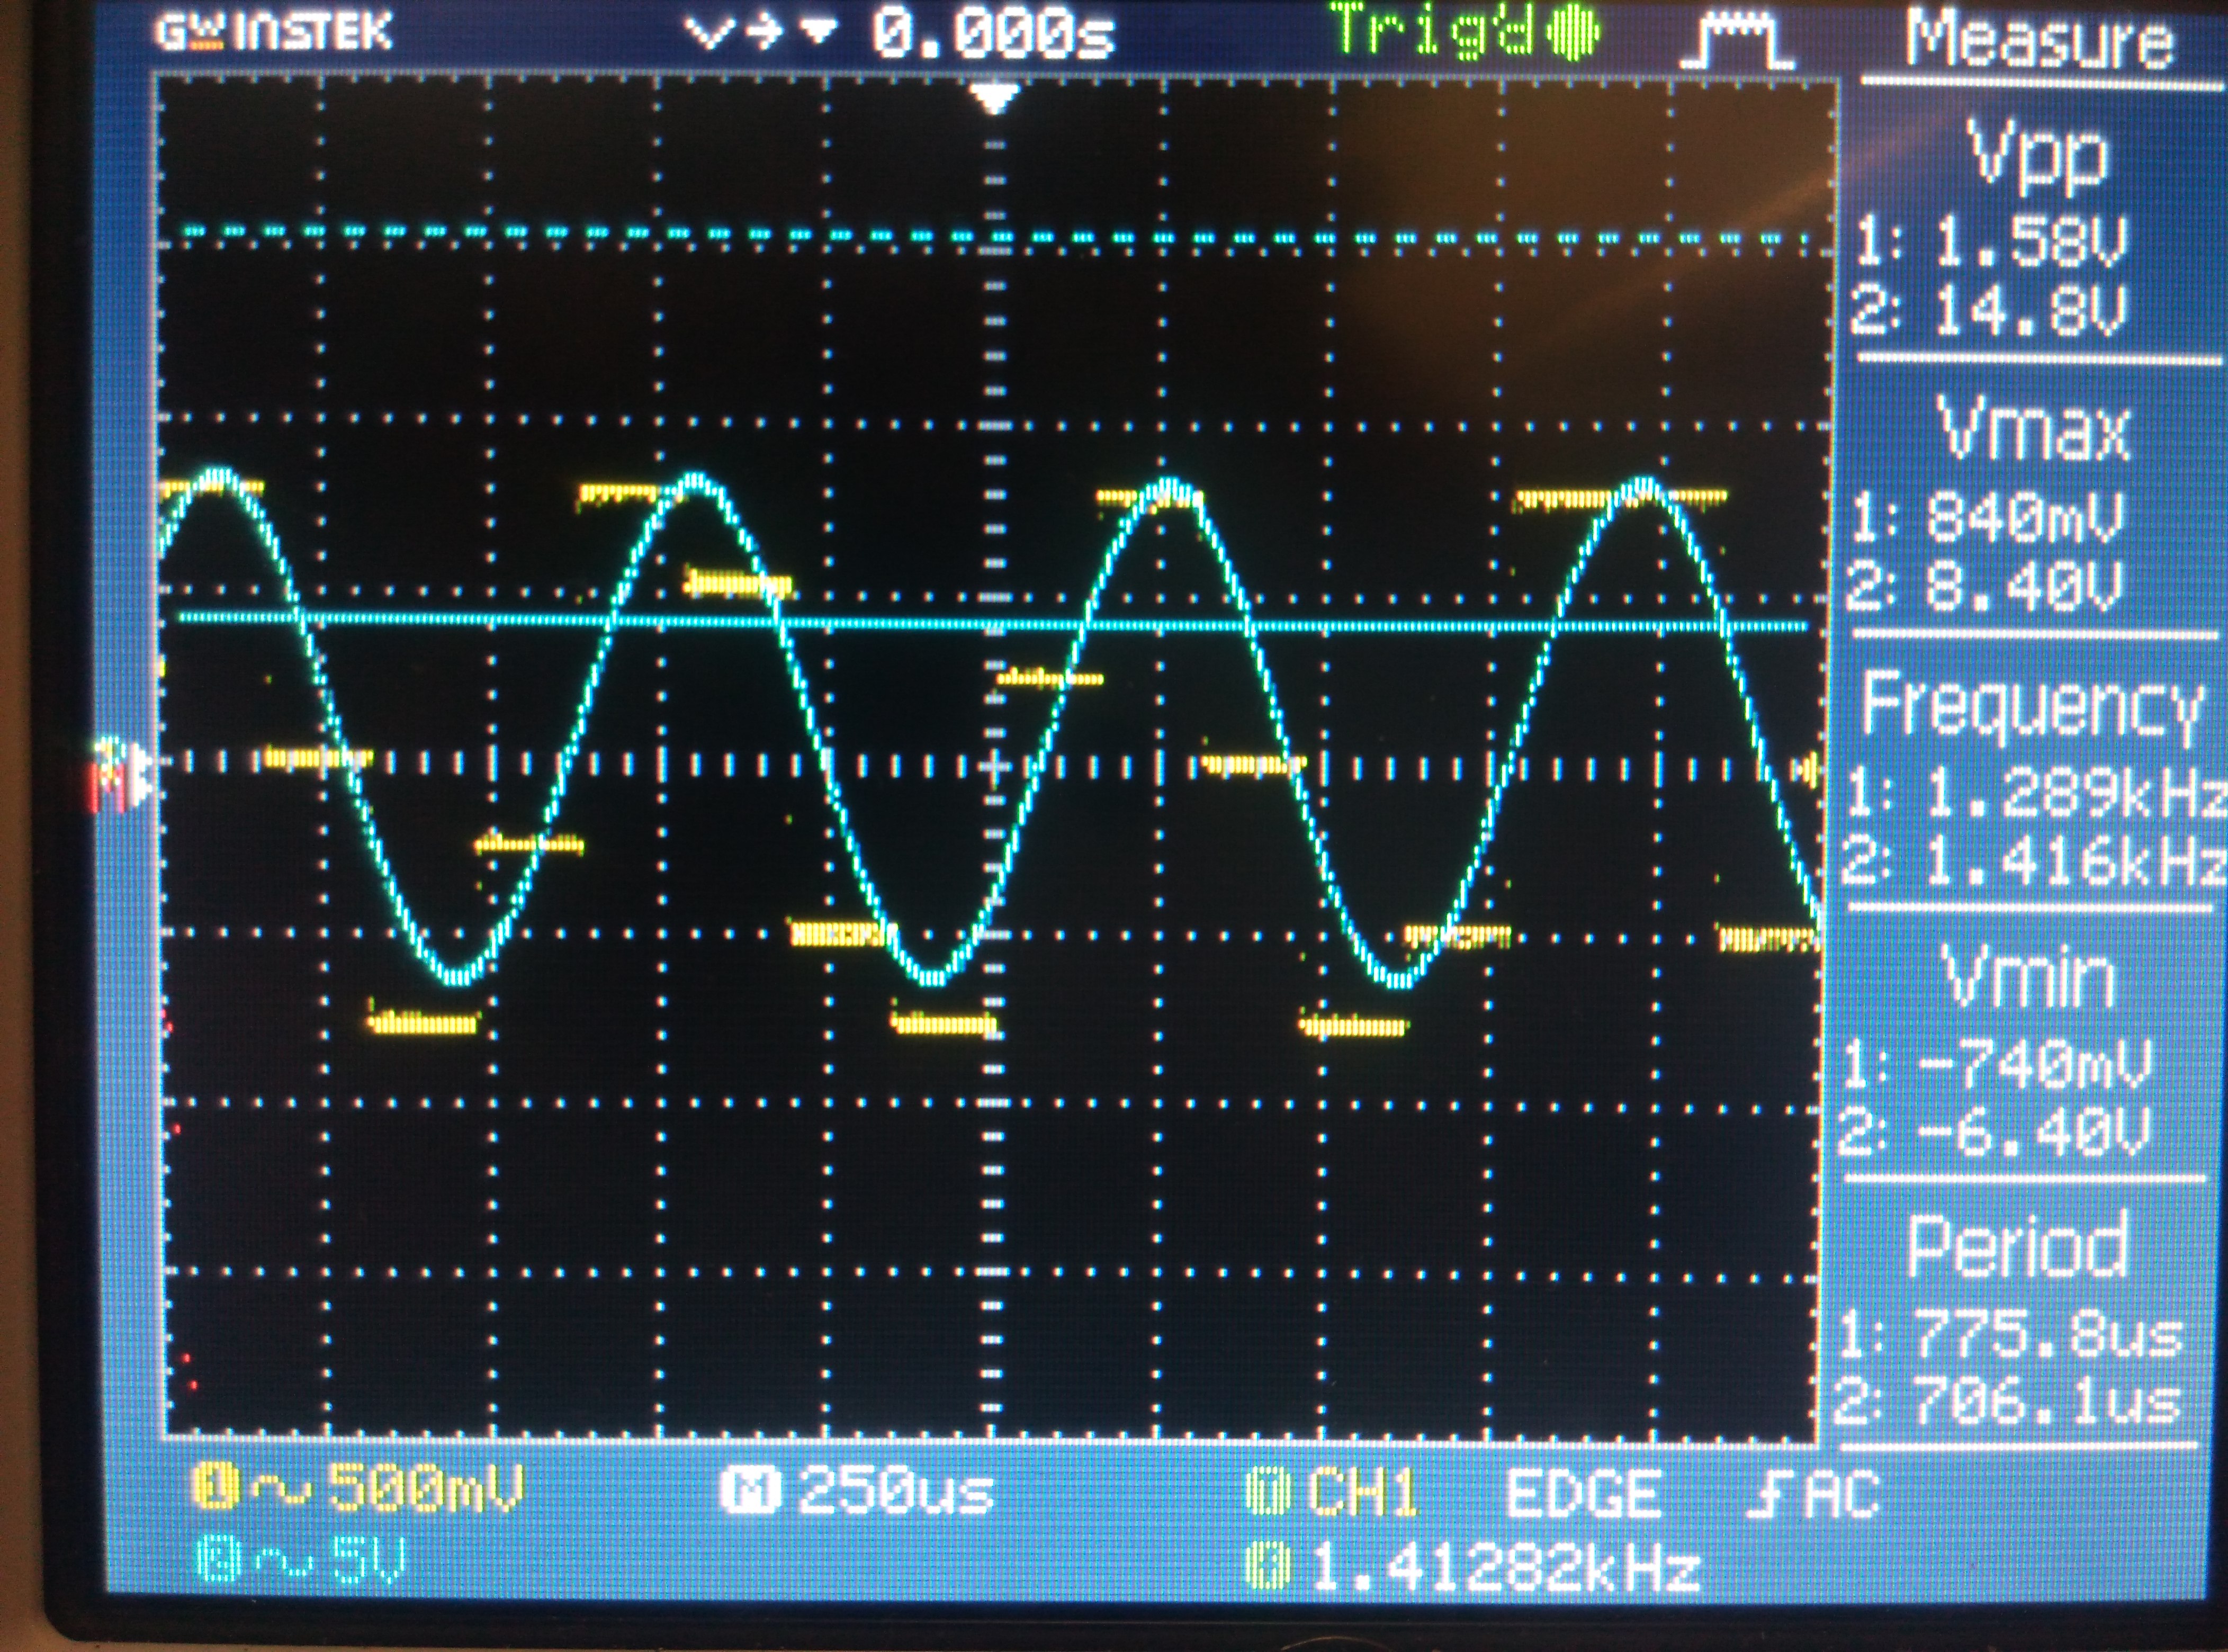 GW INSTEK
0.000s
Trig'd
Measure
Vpp
1: 1.58V
2: 14.8V
Vmax
1: 840mV
2: 8.40V
Frequency
1: 1.289kHz
2: 1.416kHz
Vmin
1: -740mV
2: -6.40V
Period
1: 775.8us
2: 706.1us
1 ~ 500mV
M 250us
T CH1 EDGE AC
2 ~ 5V
F 1.41282kHz